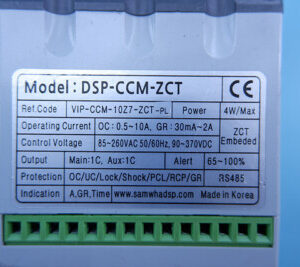 Model: DSP-CCM-ZCT CE
Ref.Code VIP-CCM-10Z7-ZCT-PL Power 4W/Max
Operating Current OC: 0.5~10A, GR: 30mA~2A ZCT Embeded
Control Voltage 85~260VAC 50/60Hz, 90~370VDC
Output Main:1C, Aux:1C Alert 65~100%
Protection OC/UC/Lock/Shock/PCL/RCP/GR RS485
Indication A,GR,Time www.samwhadsp.com Made in Korea